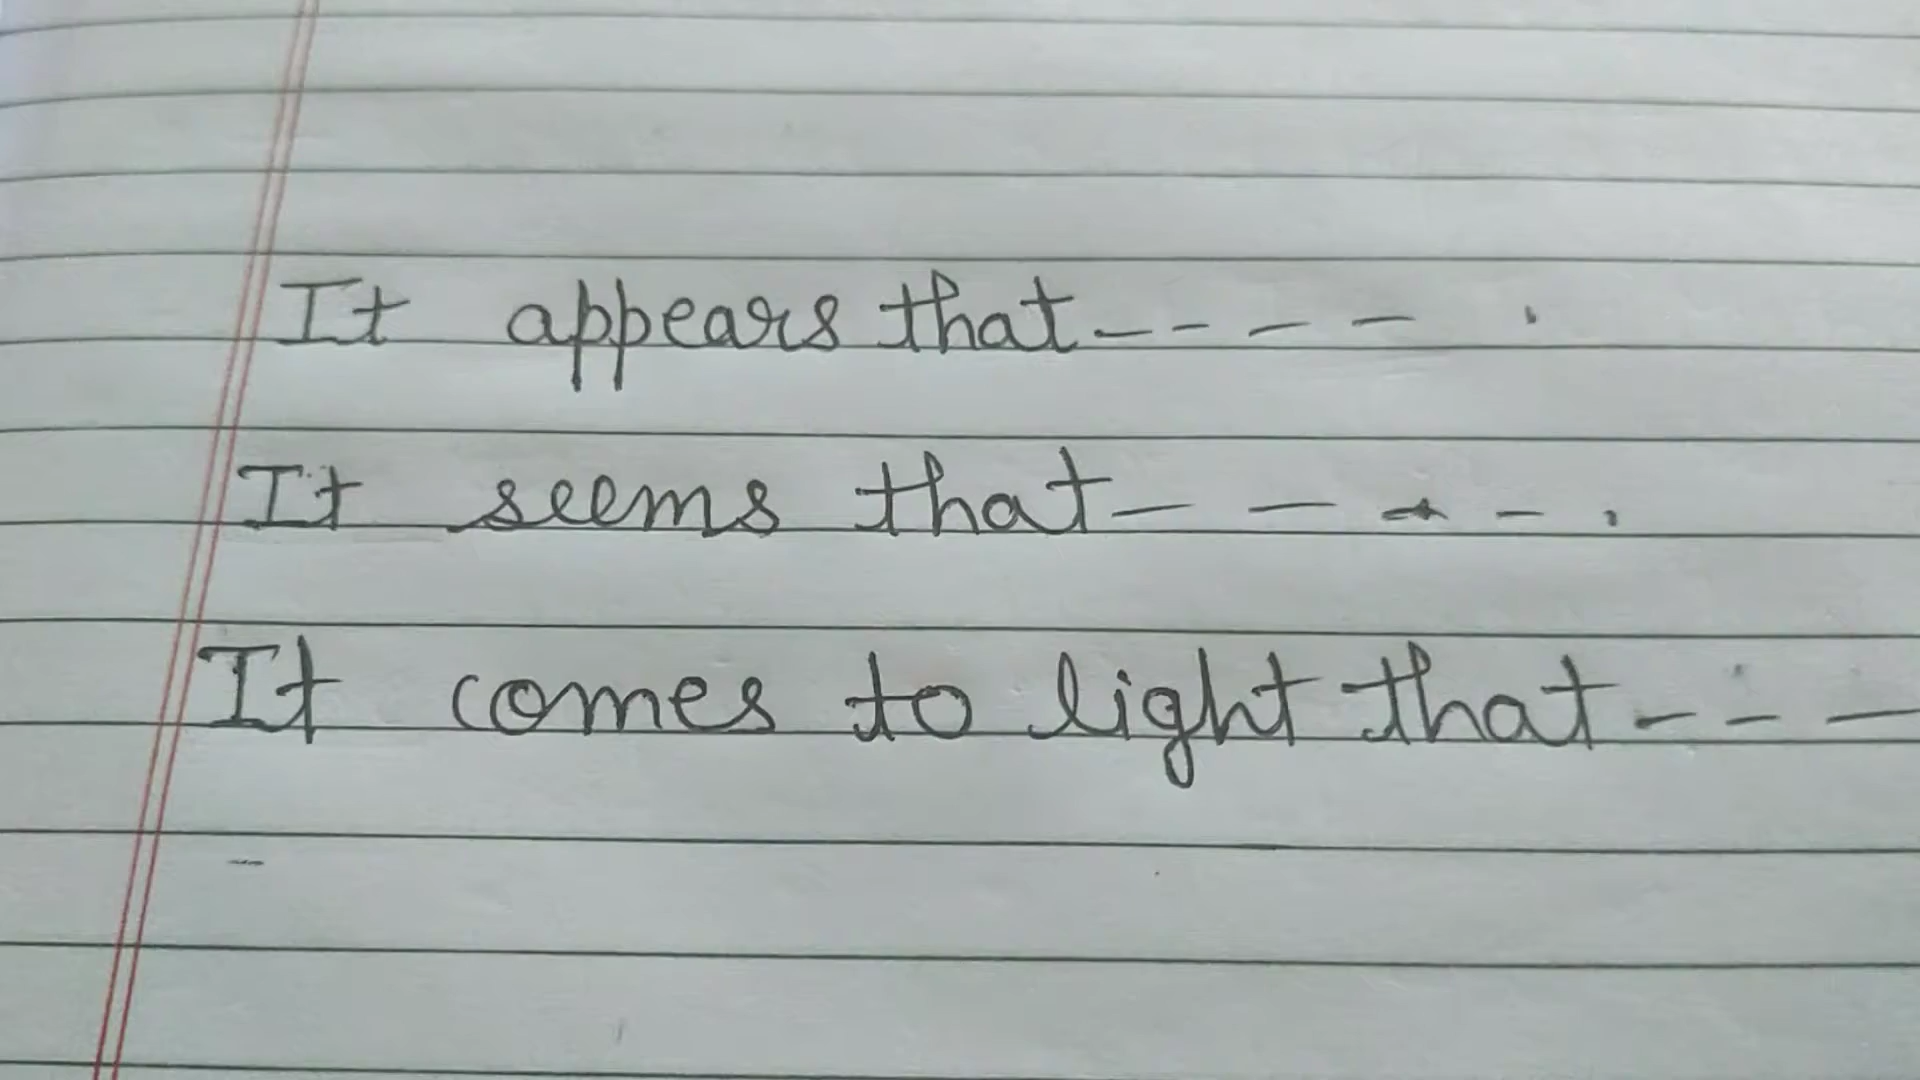 It appears that---- .
It seems that---- .
It comes to light that---